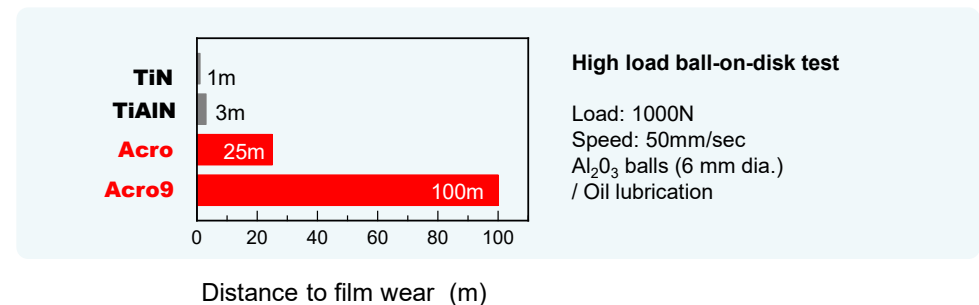 TiN
1m
TiAlN
3m
Acro
25m
Acro9
100m
0 20 40 60 80 100
Distance to film wear (m)
High load ball-on-disk test
Load: 1000N
Speed: 50mm/sec
Al₂0₃ balls (6 mm dia.)
/ Oil lubrication